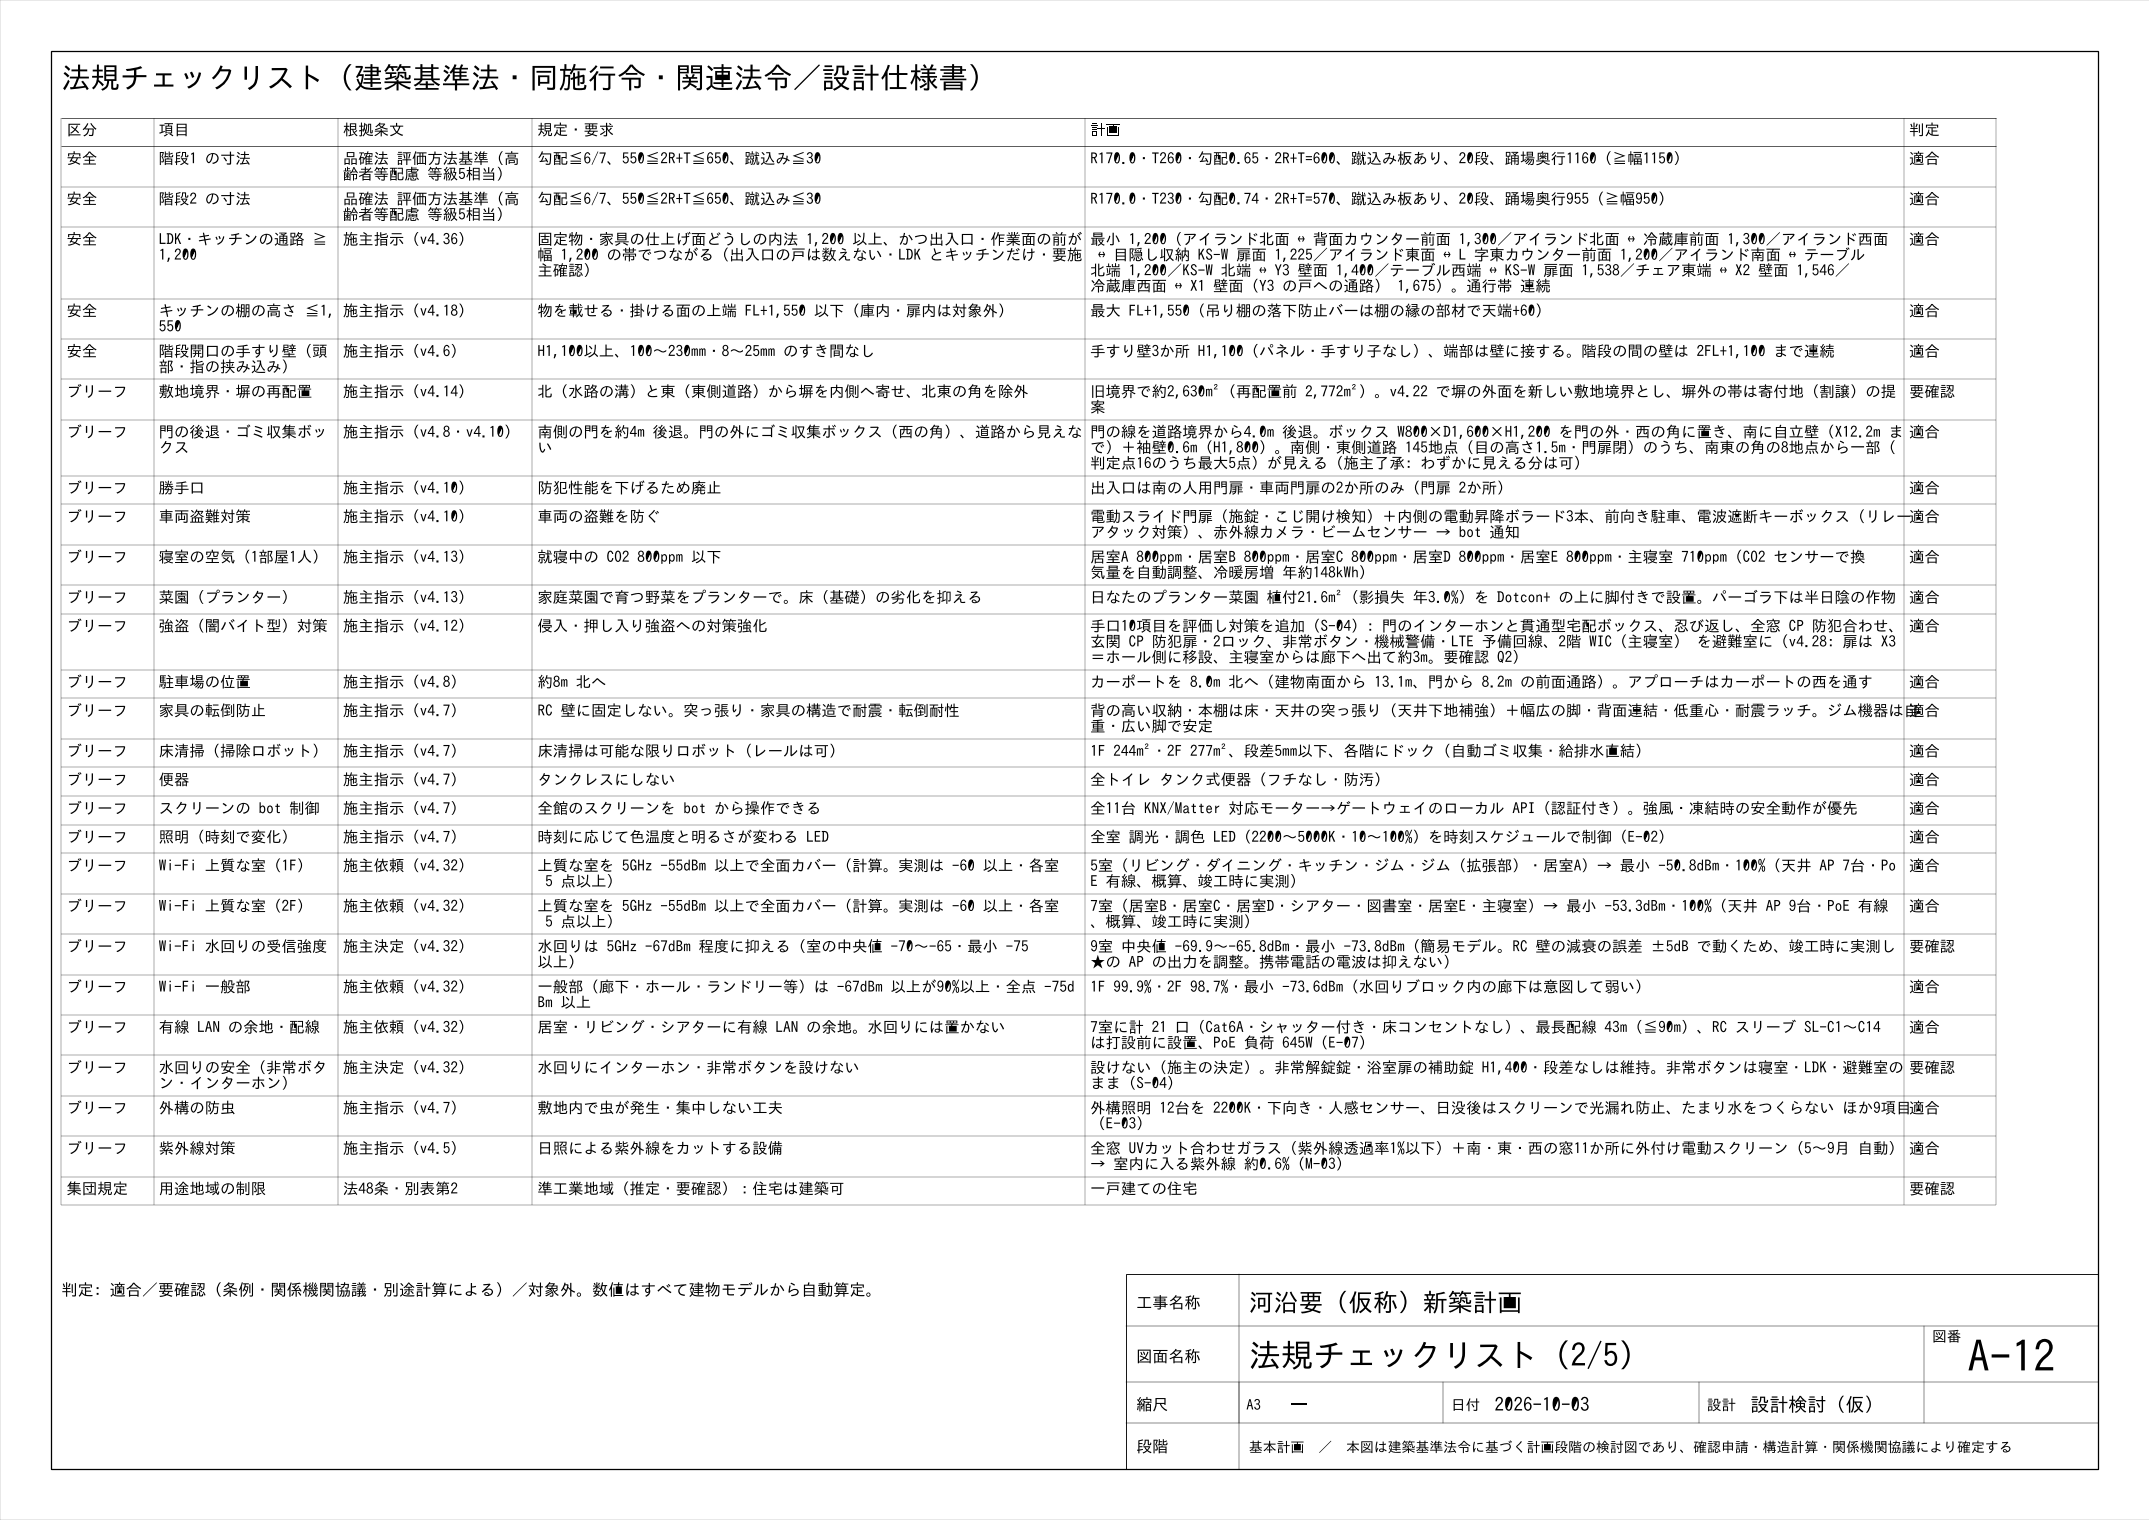 法規チェックリスト（建築基準法・同施行令・関連法令／設計仕様書）
区分 項目 根拠条文 規定・要求 計画 判定
安全 階段1 の寸法 品確法 評価方法基準（高 勾配≦6/7、550≦2R+T≦650、蹴込み≦30 R170.0・T260・勾配0.65・2R+T=600、蹴込み板あり、20段、踊場奥行1160（≧幅1150） 適合
齢者等配慮 等級5相当）
安全 階段2 の寸法 品確法 評価方法基準（高 勾配≦6/7、550≦2R+T≦650、蹴込み≦30 R170.0・T230・勾配0.74・2R+T=570、蹴込み板あり、20段、踊場奥行955（≧幅950） 適合
齢者等配慮 等級5相当）
安全 LDK・キッチンの通路 ≧ 施主指示（v4.36） 固定物・家具の仕上げ面どうしの内法 1,200 以上、かつ出入口・作業面の前が 最小 1,200（アイランド北面 ↔ 背面カウンター前面 1,300／アイランド北面 ↔ 冷蔵庫前面 1,300／アイランド西面 適合
1,200 幅 1,200 の帯でつながる（出入口の戸は数えない・LDK とキッチンだけ・要施 ↔ 目隠し収納 KS-W 扉面 1,225／アイランド東面 ↔ L 字東カウンター前面 1,200／アイランド南面 ↔ テーブル
主確認） 北端 1,200／KS-W 北端 ↔ Y3 壁面 1,400／テーブル西端 ↔ KS-W 扉面 1,538／チェア東端 ↔ X2 壁面 1,546／
冷蔵庫西面 ↔ X1 壁面（Y3 の戸への通路） 1,675）。通行帯 連続
安全 キッチンの棚の高さ ≦1, 施主指示（v4.18） 物を載せる・掛ける面の上端 FL+1,550 以下（庫内・扉内は対象外） 最大 FL+1,550（吊り棚の落下防止バーは棚の縁の部材で天端+60） 適合
550
安全 階段開口の手すり壁（頭 施主指示（v4.6） H1,100以上、100～230mm・8～25mm のすき間なし 手すり壁3か所 H1,100（パネル・手すり子なし）、端部は壁に接する。階段の間の壁は 2FL+1,100 まで連続 適合
部・指の挟み込み）
ブリーフ 敷地境界・塀の再配置 施主指示（v4.14） 北（水路の溝）と東（東側道路）から塀を内側へ寄せ、北東の角を除外 旧境界で約2,630m²（再配置前 2,772m²）。v4.22 で塀の外面を新しい敷地境界とし、塀外の帯は寄付地（割譲）の提 要確認
案
ブリーフ 門の後退・ゴミ収集ボッ 施主指示（v4.8・v4.10） 南側の門を約4m 後退。門の外にゴミ収集ボックス（西の角）、道路から見えな 門の線を道路境界から4.0m 後退。ボックス W800×D1,600×H1,200 を門の外・西の角に置き、南に自立壁（X12.2m ま 適合
クス い で）＋袖壁0.6m（H1,800）。南側・東側道路 145地点（目の高さ1.5m・門扉閉）のうち、南東の角の8地点から一部（
判定点16のうち最大5点）が見える（施主了承: わずかに見える分は可）
ブリーフ 勝手口 施主指示（v4.10） 防犯性能を下げるため廃止 出入口は南の人用門扉・車両門扉の2か所のみ（門扉 2か所） 適合
ブリーフ 車両盗難対策 施主指示（v4.10） 車両の盗難を防ぐ 電動スライド門扉（施錠・こじ開け検知）＋内側の電動昇降ボラード3本、前向き駐車、電波遮断キーボックス（リレー 適合
アタック対策）、赤外線カメラ・ビームセンサー → bot 通知
ブリーフ 寝室の空気（1部屋1人） 施主指示（v4.13） 就寝中の CO2 800ppm 以下 居室A 800ppm・居室B 800ppm・居室C 800ppm・居室D 800ppm・居室E 800ppm・主寝室 710ppm（CO2 センサーで換 適合
気量を自動調整、冷暖房増 年約148kWh）
ブリーフ 菜園（プランター） 施主指示（v4.13） 家庭菜園で育つ野菜をプランターで。床（基礎）の劣化を抑える 日なたのプランター菜園 植付21.6m²（影損失 年3.0%）を Dotcon+ の上に脚付きで設置。パーゴラ下は半日陰の作物 適合
ブリーフ 強盗（闇バイト型）対策 施主指示（v4.12） 侵入・押し入り強盗への対策強化 手口10項目を評価し対策を追加（S-04）: 門のインターホンと貫通型宅配ボックス、忍び返し、全窓 CP 防犯合わせ、 適合
玄関 CP 防犯扉・2ロック、非常ボタン・機械警備・LTE 予備回線、2階 WIC（主寝室） を避難室に（v4.28: 扉は X3
＝ホール側に移設、主寝室からは廊下へ出て約3m。要確認 Q2）
ブリーフ 駐車場の位置 施主指示（v4.8） 約8m 北へ カーポートを 8.0m 北へ（建物南面から 13.1m、門から 8.2m の前面通路）。アプローチはカーポートの西を通す 適合
ブリーフ 家具の転倒防止 施主指示（v4.7） RC 壁に固定しない。突っ張り・家具の構造で耐震・転倒耐性 背の高い収納・本棚は床・天井の突っ張り（天井下地補強）＋幅広の脚・背面連結・低重心・耐震ラッチ。ジム機器は自 適合
重・広い脚で安定
ブリーフ 床清掃（掃除ロボット） 施主指示（v4.7） 床清掃は可能な限りロボット（レールは可） 1F 244m²・2F 277m²、段差5mm以下、各階にドック（自動ゴミ収集・給排水直結） 適合
ブリーフ 便器 施主指示（v4.7） タンクレスにしない 全トイレ タンク式便器（フチなし・防汚） 適合
ブリーフ スクリーンの bot 制御 施主指示（v4.7） 全館のスクリーンを bot から操作できる 全11台 KNX/Matter 対応モーター→ゲートウェイのローカル API（認証付き）。強風・凍結時の安全動作が優先 適合
ブリーフ 照明（時刻で変化） 施主指示（v4.7） 時刻に応じて色温度と明るさが変わる LED 全室 調光・調色 LED（2200～5000K・10～100%）を時刻スケジュールで制御（E-02） 適合
ブリーフ Wi-Fi 上質な室（1F） 施主依頼（v4.32） 上質な室を 5GHz -55dBm 以上で全面カバー（計算。実測は -60 以上・各室 5室（リビング・ダイニング・キッチン・ジム・ジム（拡張部）・居室A）→ 最小 -50.8dBm・100%（天井 AP 7台・Po 適合
5 点以上） E 有線、概算、竣工時に実測）
ブリーフ Wi-Fi 上質な室（2F） 施主依頼（v4.32） 上質な室を 5GHz -55dBm 以上で全面カバー（計算。実測は -60 以上・各室 7室（居室B・居室C・居室D・シアター・図書室・居室E・主寝室）→ 最小 -53.3dBm・100%（天井 AP 9台・PoE 有線 適合
5 点以上） 、概算、竣工時に実測）
ブリーフ Wi-Fi 水回りの受信強度 施主決定（v4.32） 水回りは 5GHz -67dBm 程度に抑える（室の中央値 -70～-65・最小 -75 9室 中央値 -69.9～-65.8dBm・最小 -73.8dBm（簡易モデル。RC 壁の減衰の誤差 ±5dB で動くため、竣工時に実測し 要確認
以上） ★の AP の出力を調整。携帯電話の電波は抑えない）
ブリーフ Wi-Fi 一般部 施主依頼（v4.32） 一般部（廊下・ホール・ランドリー等）は -67dBm 以上が90%以上・全点 -75d 1F 99.9%・2F 98.7%・最小 -73.6dBm（水回りブロック内の廊下は意図して弱い） 適合
Bm 以上
ブリーフ 有線 LAN の余地・配線 施主依頼（v4.32） 居室・リビング・シアターに有線 LAN の余地。水回りには置かない 7室に計 21 口（Cat6A・シャッター付き・床コンセントなし）、最長配線 43m（≦90m）、RC スリーブ SL-C1～C14 適合
は打設前に設置、PoE 負荷 645W（E-07）
ブリーフ 水回りの安全（非常ボタ 施主決定（v4.32） 水回りにインターホン・非常ボタンを設けない 設けない（施主の決定）。非常解錠錠・浴室扉の補助錠 H1,400・段差なしは維持。非常ボタンは寝室・LDK・避難室の 要確認
ン・インターホン） まま（S-04）
ブリーフ 外構の防虫 施主指示（v4.7） 敷地内で虫が発生・集中しない工夫 外構照明 12台を 2200K・下向き・人感センサー、日没後はスクリーンで光漏れ防止、たまり水をつくらない ほか9項目 適合
（E-03）
ブリーフ 紫外線対策 施主指示（v4.5） 日照による紫外線をカットする設備 全窓 UVカット合わせガラス（紫外線透過率1%以下）＋南・東・西の窓11か所に外付け電動スクリーン（5～9月 自動） 適合
→ 室内に入る紫外線 約0.6%（M-03）
集団規定 用途地域の制限 法48条・別表第2 準工業地域（推定・要確認）: 住宅は建築可 一戸建ての住宅 要確認
判定: 適合／要確認（条例・関係機関協議・別途計算による）／対象外。数値はすべて建物モデルから自動算定。
工事名称 河沿要（仮称）新築計画
図面名称 法規チェックリスト（2/5） 図番 A-12
縮尺 A3 — 日付 2026-10-03 設計 設計検討（仮）
段階 基本計画 ／ 本図は建築基準法令に基づく計画段階の検討図であり、確認申請・構造計算・関係機関協議により確定する